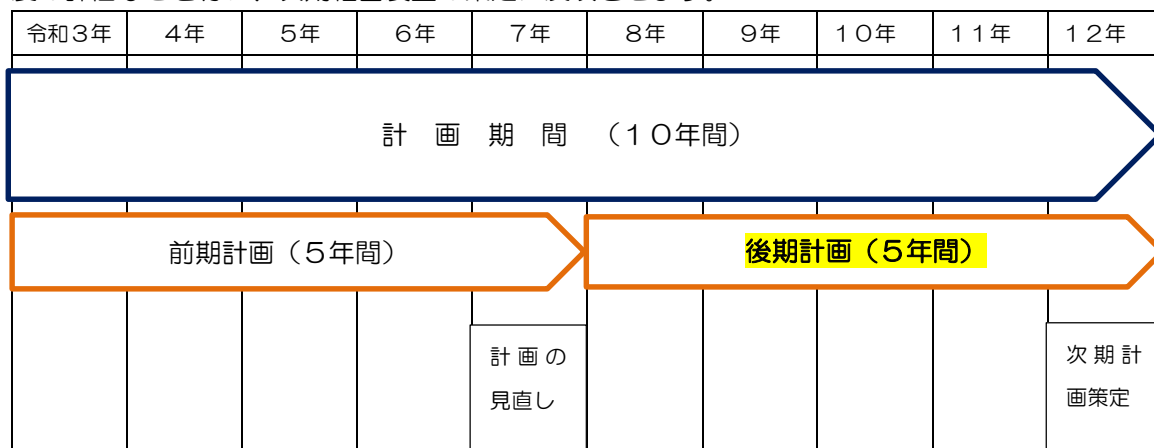 令和3年 4年 5年 6年 7年 8年 9年 10年 11年 12年
計画期間（10年間）
前期計画（5年間） 後期計画（5年間）
計画の 次期計
見直し 画策定